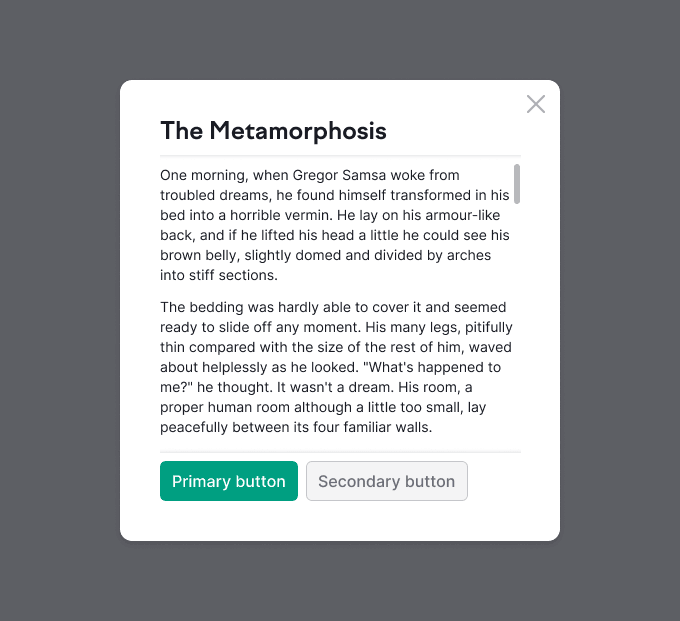 The Metamorphosis
One morning, when Gregor Samsa woke from
troubled dreams, he found himself transformed in his
bed into a horrible vermin. He lay on his armour-like
back, and if he lifted his head a little he could see his
brown belly, slightly domed and divided by arches
into stiff sections.
The bedding was hardly able to cover it and seemed
ready to slide off any moment. His many legs, pitifully
thin compared with the size of the rest of him, waved
about helplessly as he looked. "What's happened to
me?" he thought. It wasn't a dream. His room, a
proper human room although a little too small, lay
peacefully between its four familiar walls.
Primary button
Secondary button